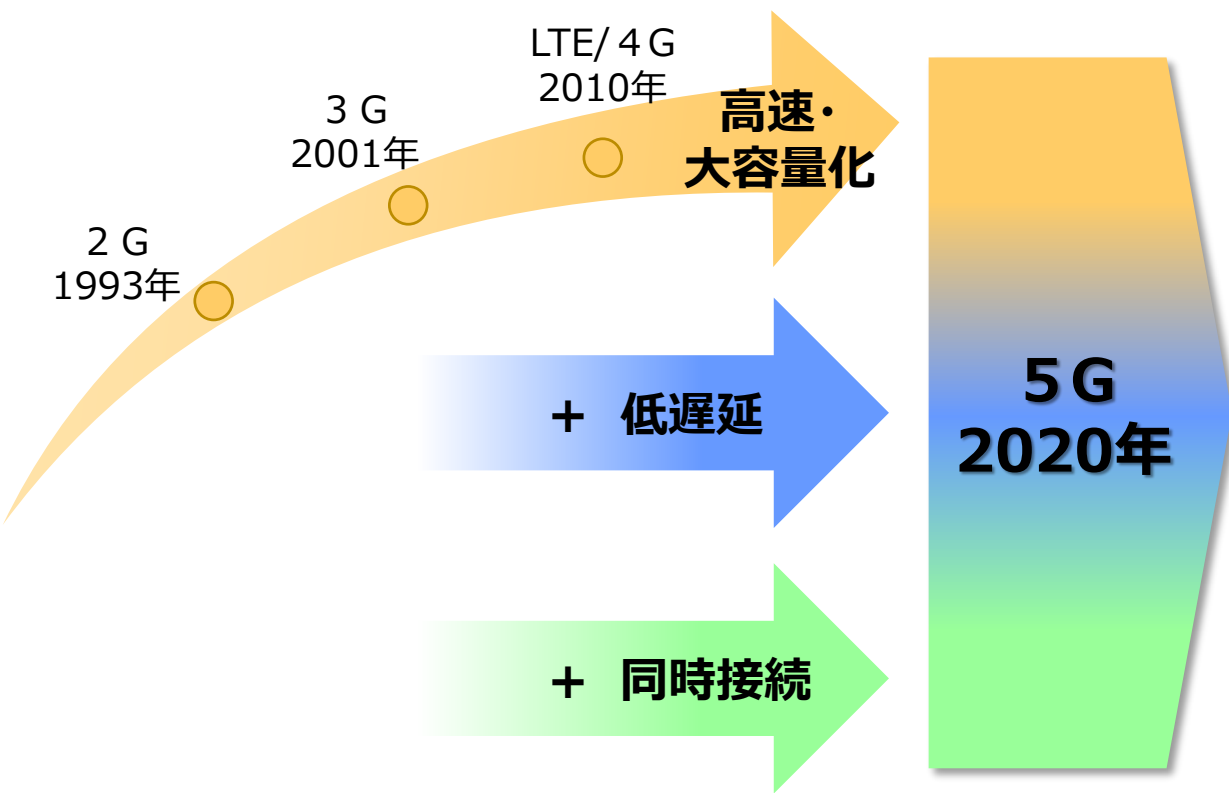 ２G
1993年
３G
2001年
LTE/４G
2010年
高速・
大容量化
＋ 低遅延
＋ 同時接続
５G
2020年